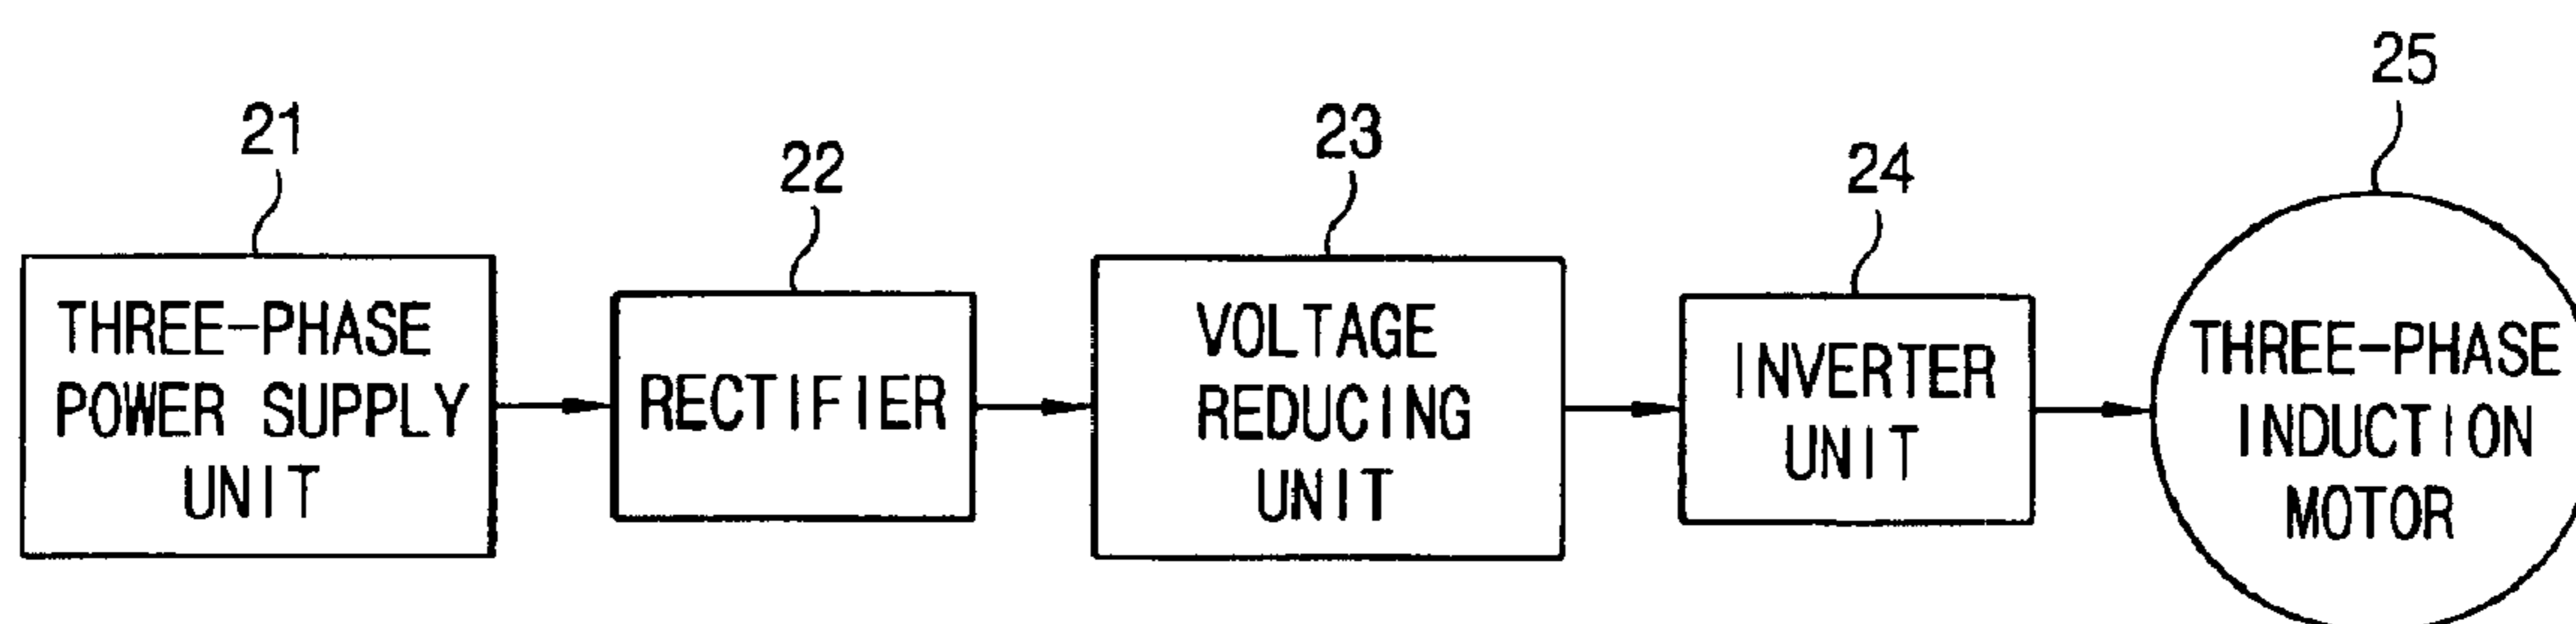 21
THREE-PHASE
POWER SUPPLY
UNIT
22
RECTIFIER
23
VOLTAGE
REDUCING
UNIT
24
INVERTER
UNIT
25
THREE-PHASE
INDUCTION
MOTOR